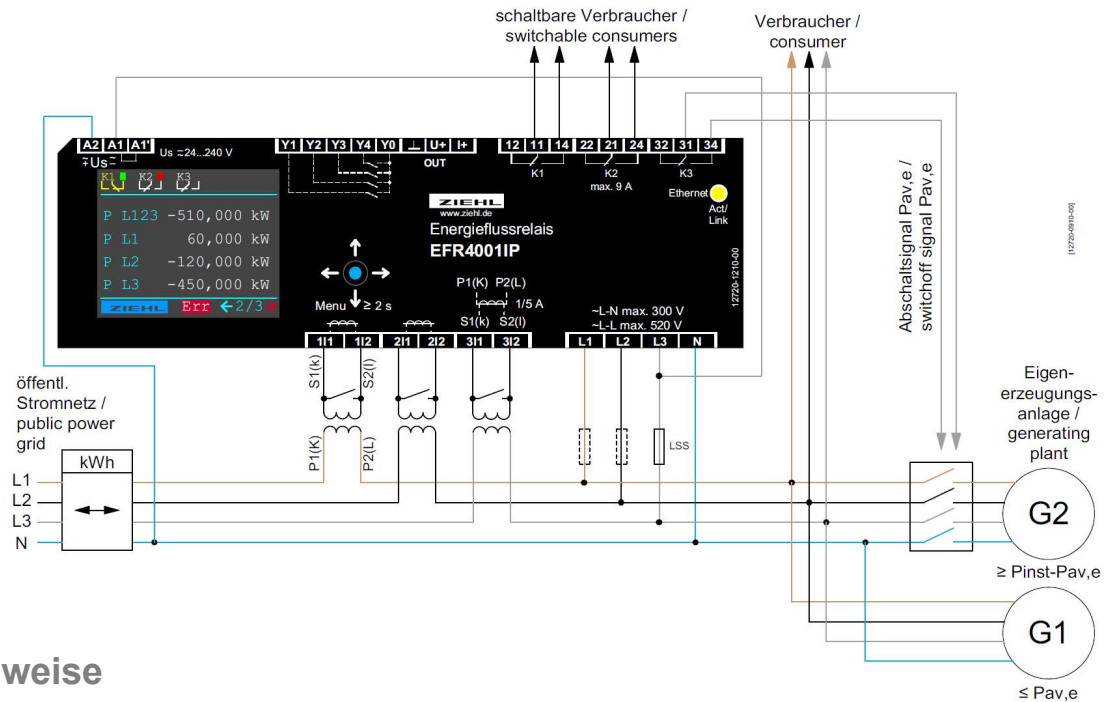 schaltbare Verbraucher /
switchable consumers
Verbraucher /
consumer
A2 A1 A1'
Us ≂24...240 V
≂Us=
Y1 Y2 Y3 Y4 Y0 ⊥ U+ I+
OUT
12 11 14 22 21 24 32 31 34
K1
K2
K3
max. 9 A
K1 K2 K3
P L123 -510,000 kW
P L1 60,000 kW
P L2 -120,000 kW
P L3 -450,000 kW
ZIEHL Err ←2/3→
ZIEHL
www.ziehl.de
Energieflussrelais
EFR4001IP
Ethernet
Act/
Link
12720-1210-00
Menu ≥ 2 s
P1(K) P2(L)
1/5 A
S1(k) S2(l)
~L-N max. 300 V
~L-L max. 520 V
1I1 1I2 2I1 2I2 3I1 3I2
L1 L2 L3 N
S1(k)
S2(l)
P1(K)
P2(L)
LSS
Abschaltsignal Pav,e /
switchoff signal Pav,e
[12720-0910-00]
öffentl.
Stromnetz /
public power
grid
kWh
L1
L2
L3
N
Eigen-
erzeugungs-
anlage /
generating
plant
G2
≥ Pinst-Pav,e
G1
≤ Pav,e
weise